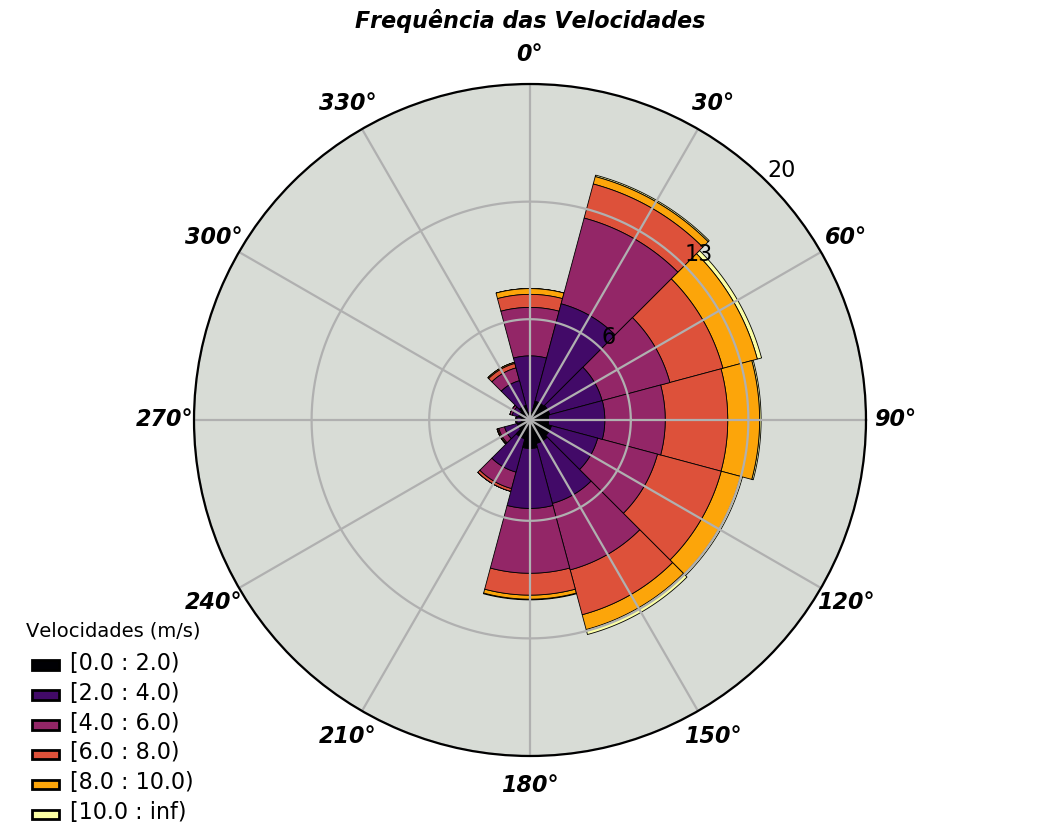 Frequência das Velocidades
0°
330°
30°
20
300°
60°
13
6
270°
90°
240°
120°
210°
150°
180°
Velocidades (m/s)
[0.0 : 2.0)
[2.0 : 4.0)
[4.0 : 6.0)
[6.0 : 8.0)
[8.0 : 10.0)
[10.0 : inf)